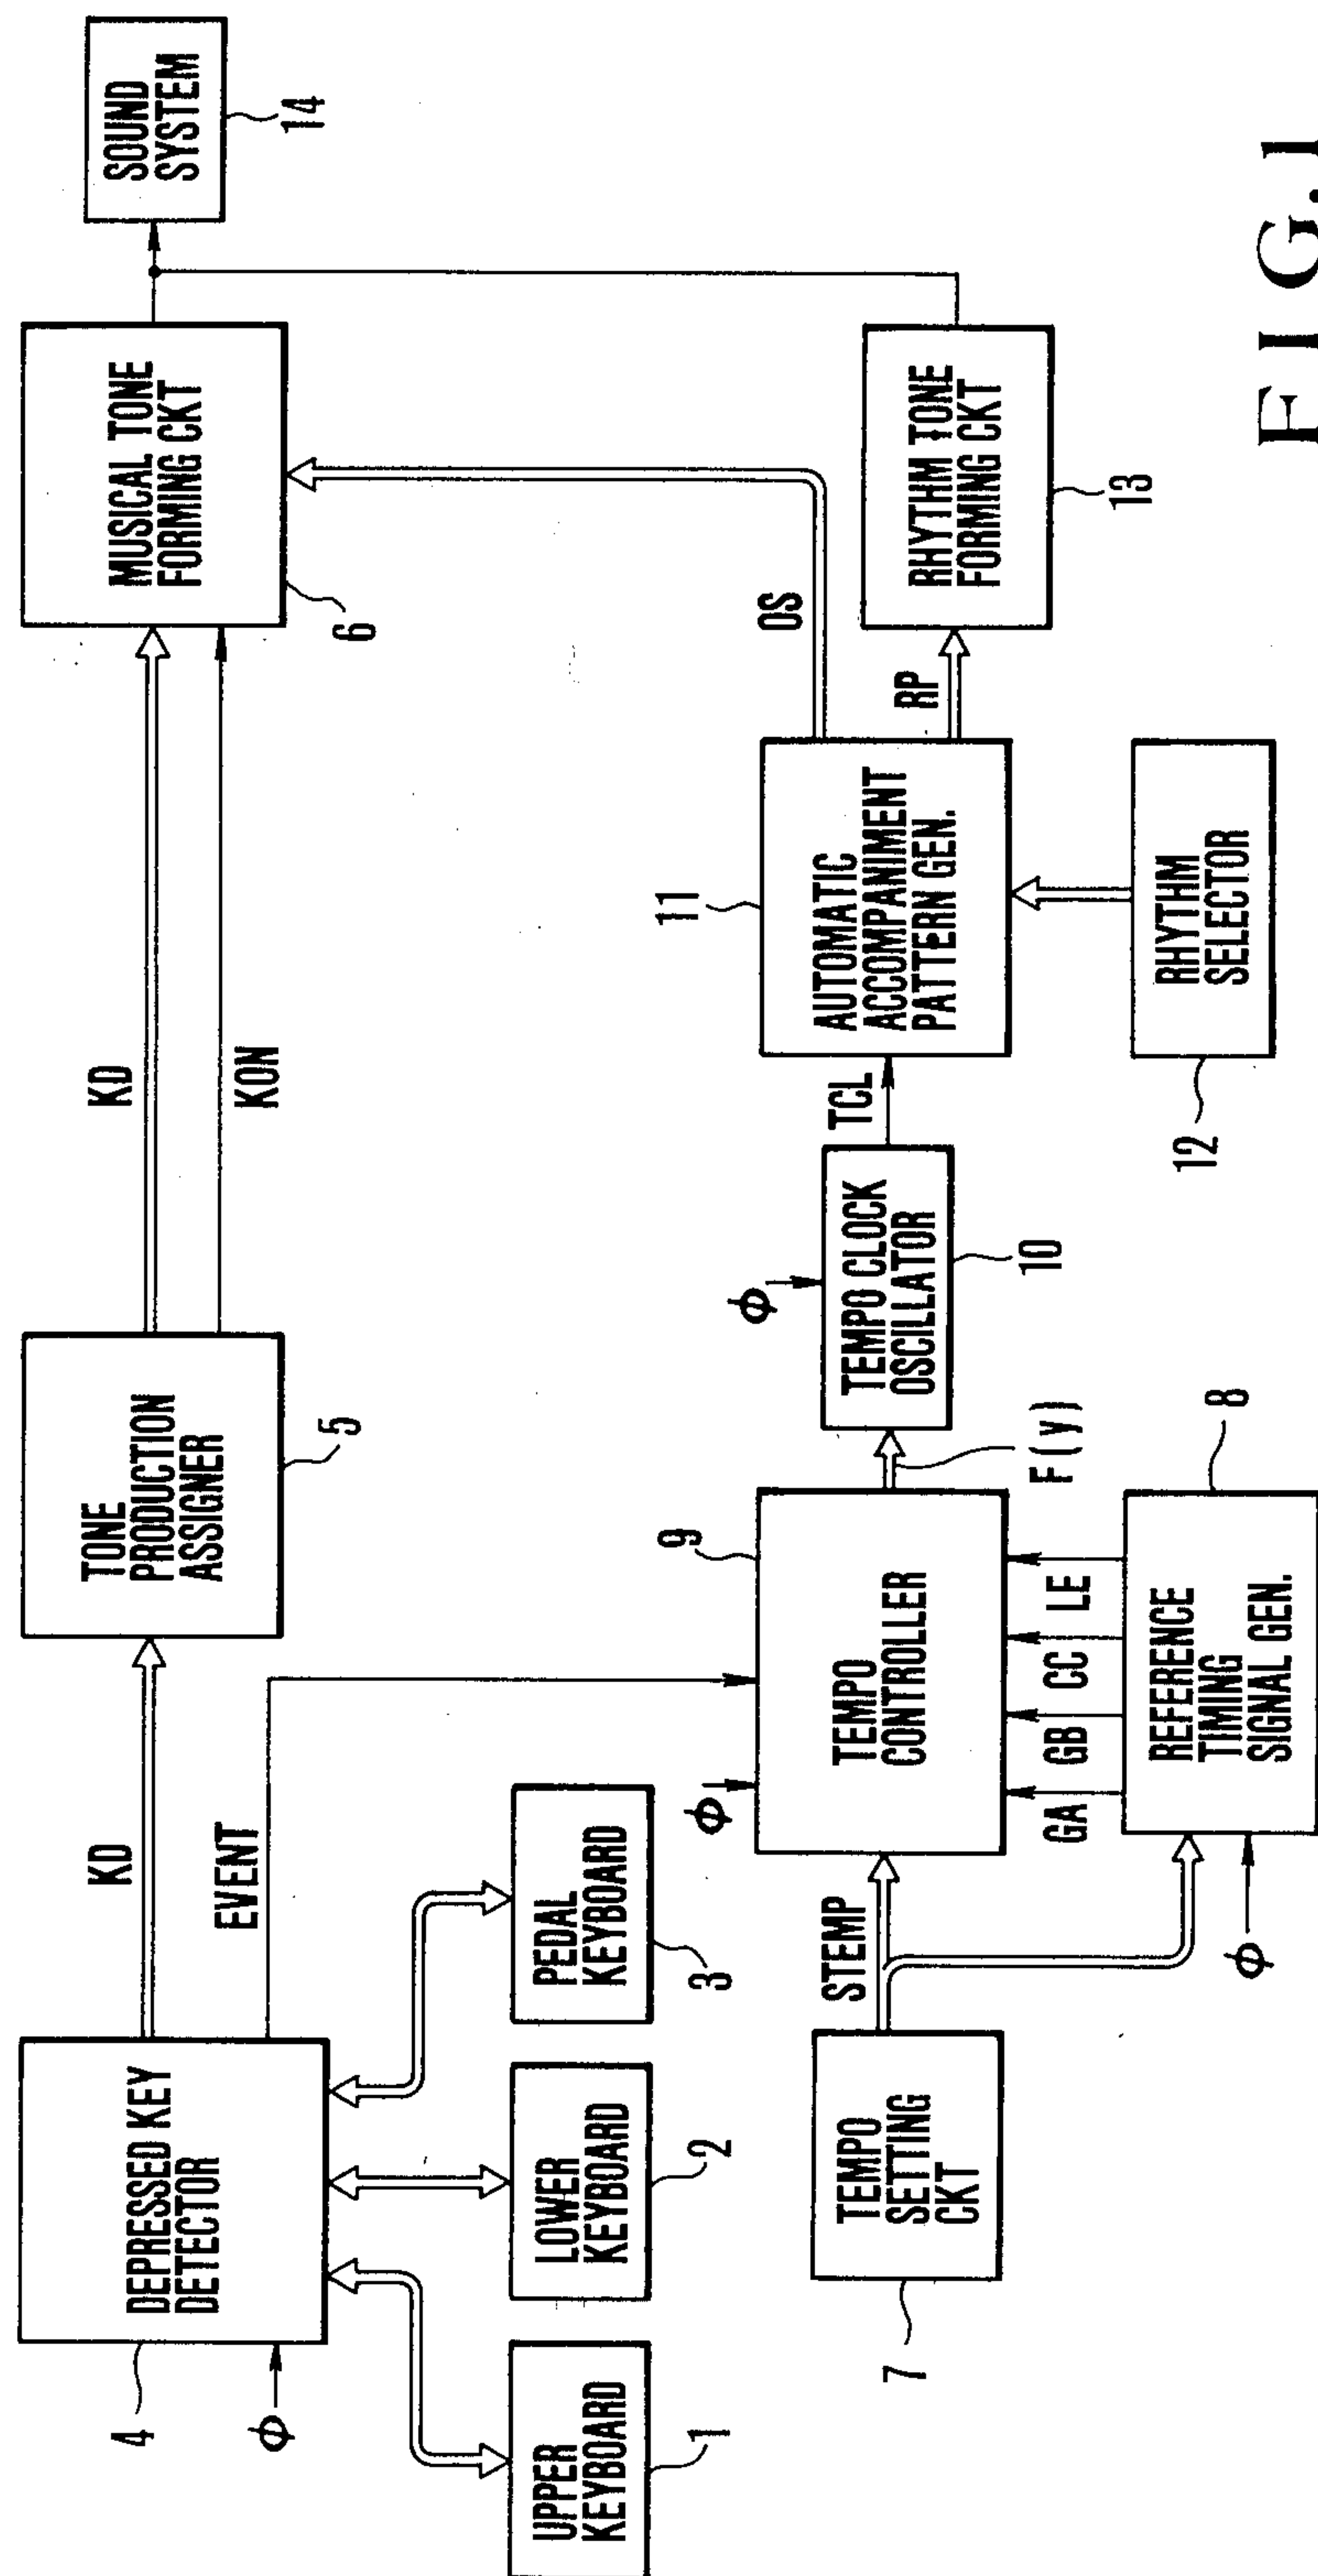 UPPER
KEYBOARD
1
LOWER
KEYBOARD
2
PEDAL
KEYBOARD
3
DEPRESSED KEY
DETECTOR
4
ϕ
KD
EVENT
TONE
PRODUCTION
ASSIGNER
5
KD
KON
MUSICAL TONE
FORMING CKT
6
SOUND
SYSTEM
14
TEMPO
SETTING
CKT
7
STEMP
ϕ
TEMPO
CONTROLLER
9
GA
GB
CC
LE
REFERENCE
TIMING
SIGNAL GEN.
8
ϕ
F(y)
ϕ
TEMPO CLOCK
OSCILLATOR
10
TCL
AUTOMATIC
ACCOMPANIMENT
PATTERN GEN.
11
RHYTHM
SELECTOR
12
OS
RP
RHYTHM TONE
FORMING CKT
13
FIG.1